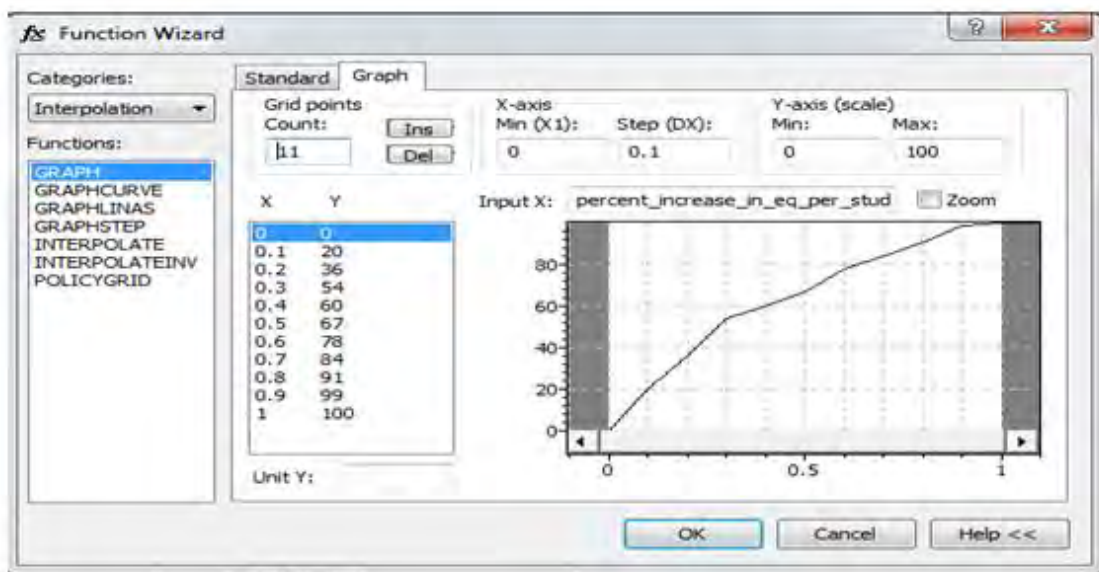 fx Function Wizard
Categories:
Interpolation
Functions:
GRAPH
GRAPHCURVE
GRAPHLINAS
GRAPHSTEP
INTERPOLATE
INTERPOLATEINV
POLICYGRID
Standard Graph
Grid points
Count:
11
Ins
Del
X-axis
Min (X1): Step (DX):
0 0.1
Y-axis (scale)
Min: Max:
0 100
X Y
0 0
0.1 20
0.2 36
0.3 54
0.4 60
0.5 67
0.6 78
0.7 84
0.8 91
0.9 99
1 100
Unit Y:
Input X: percent_increase_in_eq_per_stud Zoom
80
60
40
20
0
0 0.5 1
OK Cancel Help <<